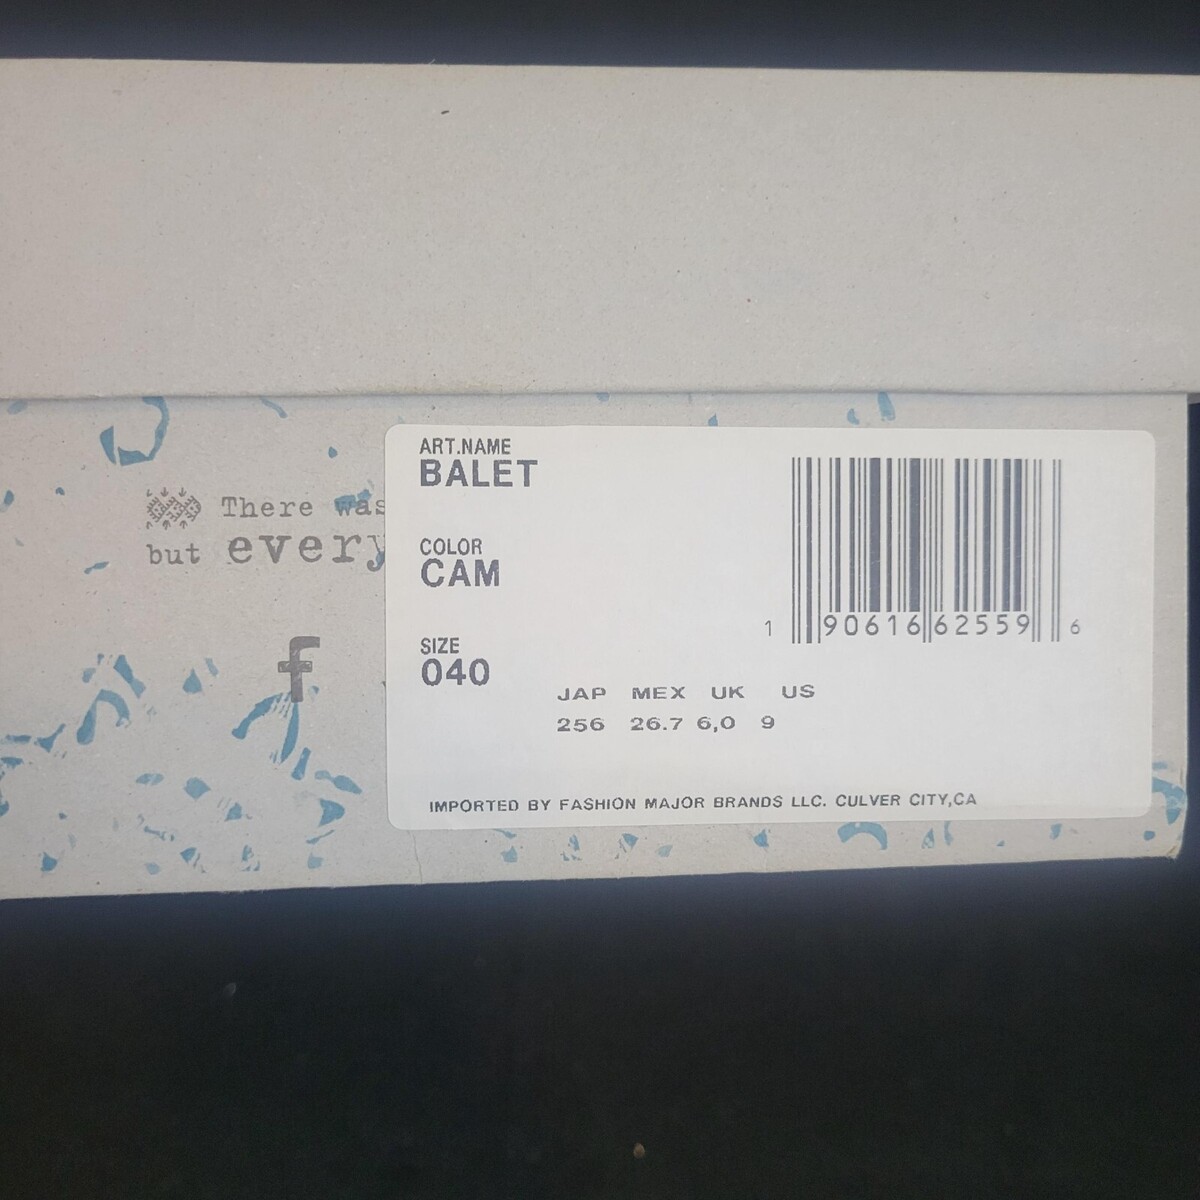 There was
but every
f
ART.NAME
BALET
COLOR
CAM
SIZE
040
JAP MEX UK US
256 26.7 6,0 9
1 90616 62559 6
IMPORTED BY FASHION MAJOR BRANDS LLC. CULVER CITY,CA